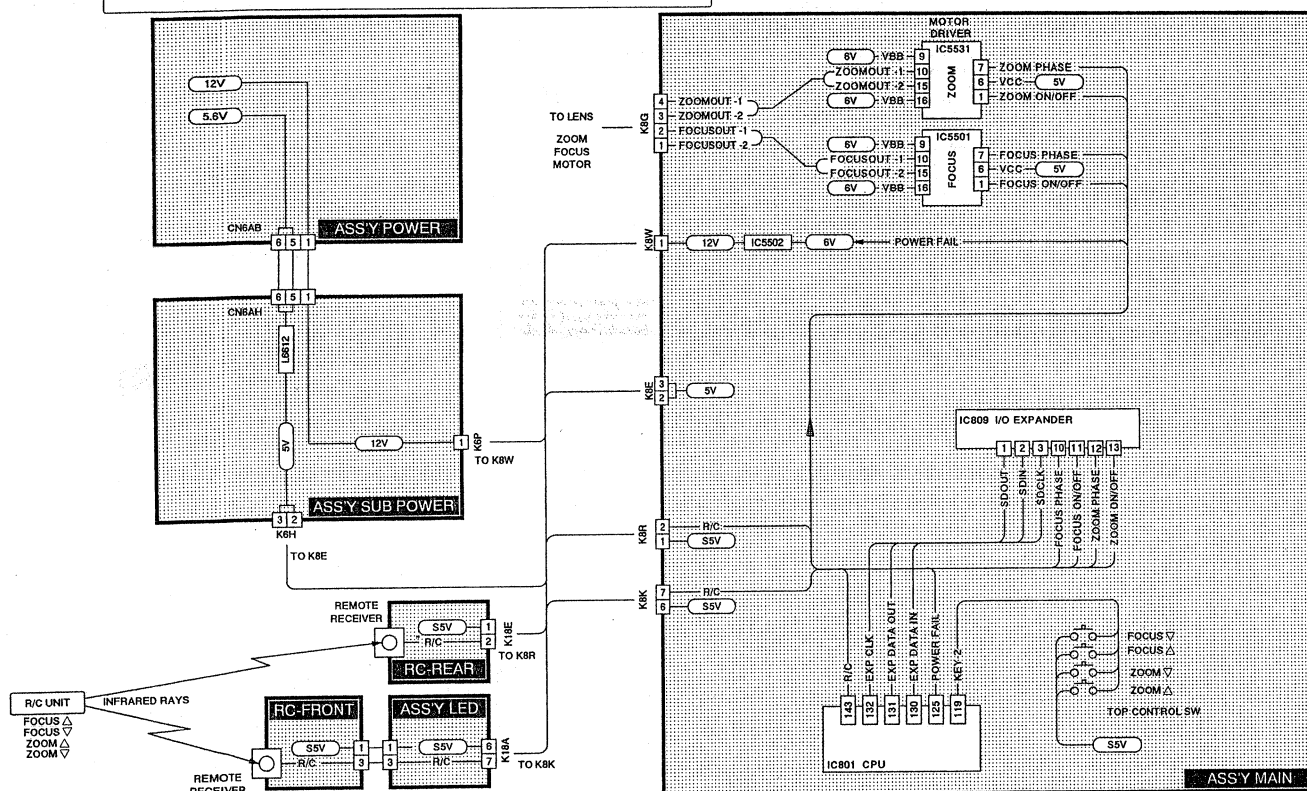 12V
5.6V
CN6AB
6 5 1
ASS'Y POWER
6 5 1
CN6AH
L6612
5V
12V
1
K6P
TO K8W
ASS'Y SUB POWER
3 2
K6H
TO K8E
REMOTE
RECEIVER
S5V
R/C
1
2
K18E
TO K8R
RC-REAR
R/C UNIT
INFRARED RAYS
FOCUS △
FOCUS ▽
ZOOM △
ZOOM ▽
RC-FRONT
S5V
R/C
1
3
REMOTE
RECEIVER
ASS'Y LED
1
3
S5V
R/C
6
7
K18A
TO K8K
TO LENS
ZOOM
FOCUS
MOTOR
K8G
4 ZOOMOUT -1
3 ZOOMOUT -2
2 FOCUSOUT -1
1 FOCUSOUT -2
MOTOR
DRIVER
IC5531
ZOOM
6V VBB 9
ZOOMOUT -1 10
ZOOMOUT -2 15
6V VBB 16
7 ZOOM PHASE
6 VCC 5V
1 ZOOM ON/OFF
IC5501
FOCUS
6V VBB 9
FOCUSOUT -1 10
FOCUSOUT -2 15
6V VBB 16
7 FOCUS PHASE
6 VCC 5V
1 FOCUS ON/OFF
K8W
1 12V IC5502 6V POWER FAIL
K8E
3
2
5V
K8R
2 R/C
1 S5V
K8K
7 R/C
6 S5V
IC809 I/O EXPANDER
1 2 3 10 11 12 13
SDOUT
SDIN
SDCLK
FOCUS PHASE
FOCUS ON/OFF
ZOOM PHASE
ZOOM ON/OFF
R/C
EXP CLK
EXP DATA OUT
EXP DATA IN
POWER FAIL
KEY 2
143 132 131 130 125 119
IC801 CPU
FOCUS ▽
FOCUS △
ZOOM ▽
ZOOM △
TOP CONTROL SW
S5V
ASS'Y MAIN